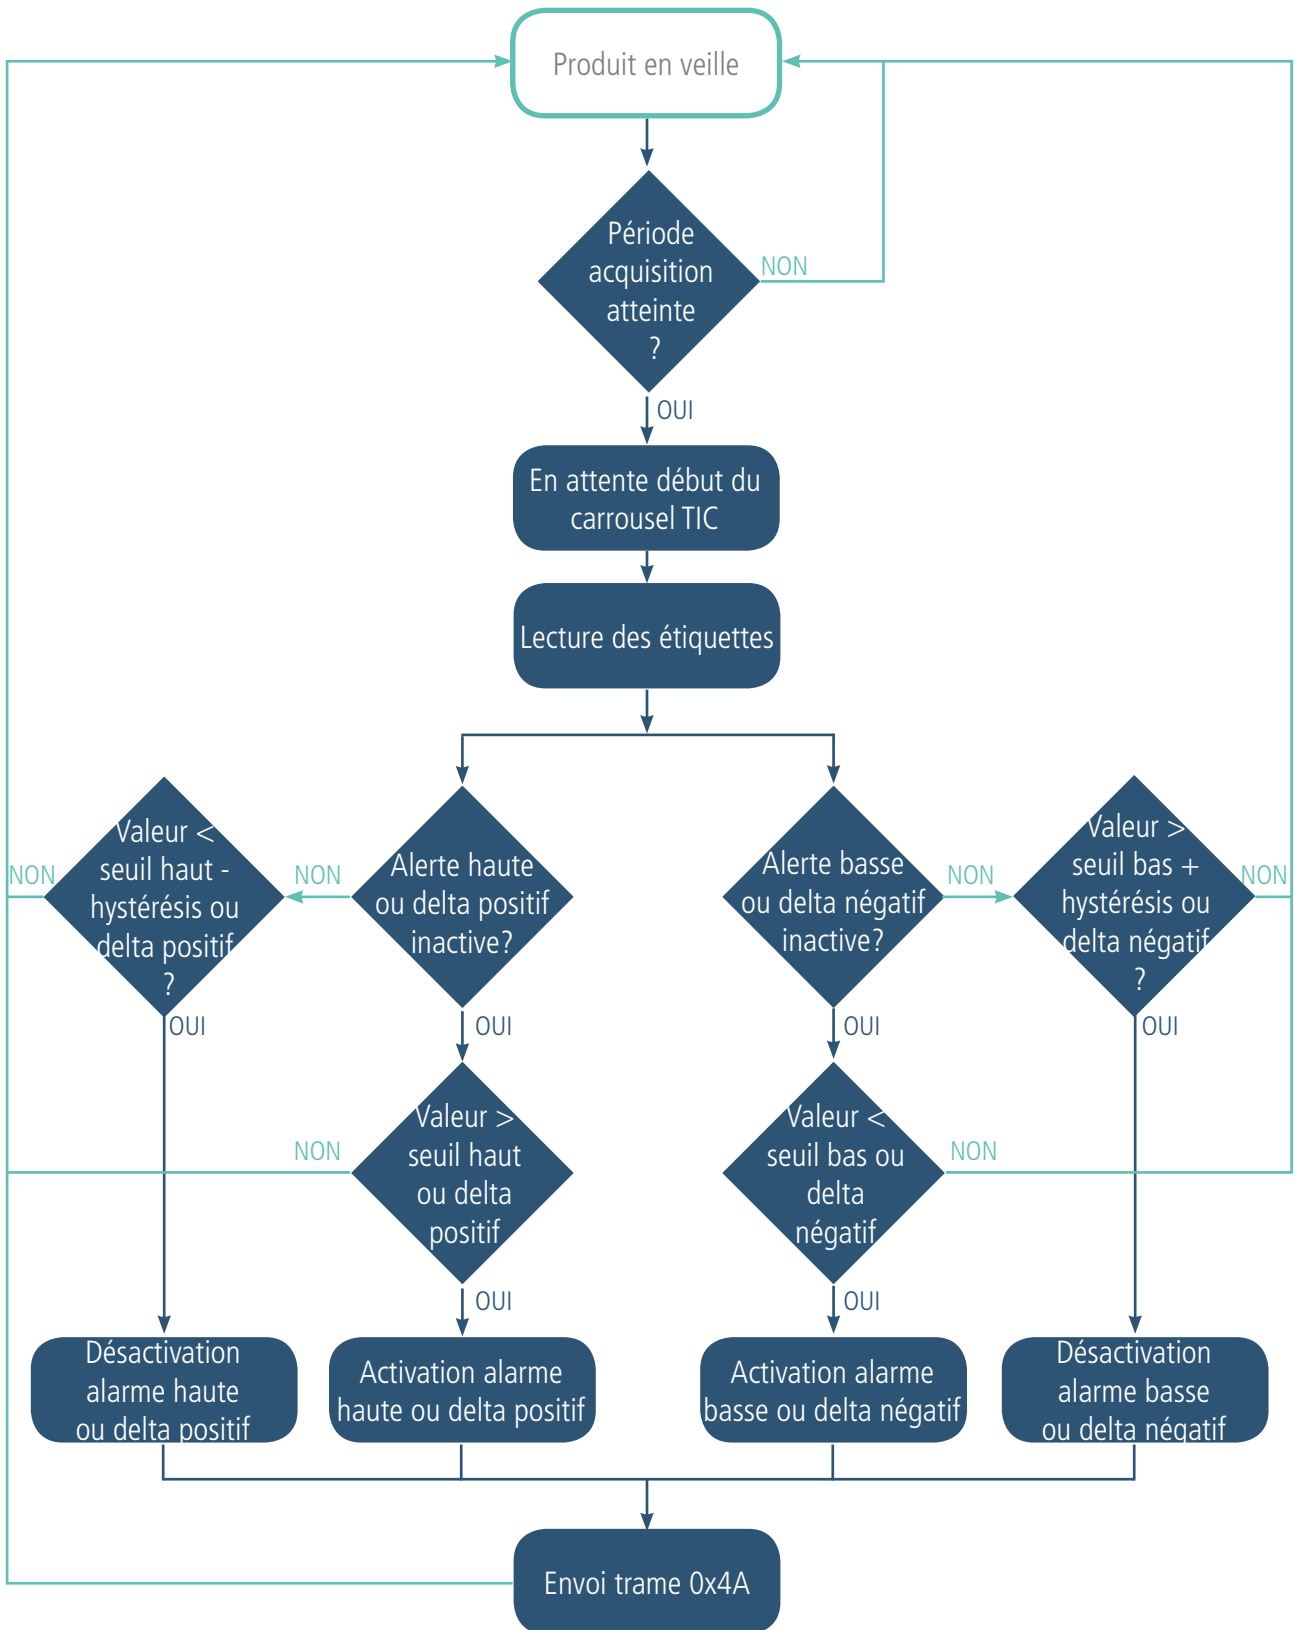 Produit en veille
Période
acquisition
atteinte
?
NON
OUI
En attente début du
carrousel TIC
Lecture des étiquettes
Valeur <
seuil haut -
hystérésis ou
delta positif
?
NON
OUI
NON
Alerte haute
ou delta positif
inactive?
OUI
Alerte basse
ou delta négatif
inactive?
NON
OUI
Valeur >
seuil bas +
hystérésis ou
delta négatif
?
NON
OUI
NON
Valeur >
seuil haut
ou delta
positif
OUI
Valeur <
seuil bas ou
delta
négatif
NON
OUI
Désactivation
alarme haute
ou delta positif
Activation alarme
haute ou delta positif
Activation alarme
basse ou delta négatif
Désactivation
alarme basse
ou delta négatif
Envoi trame 0x4A